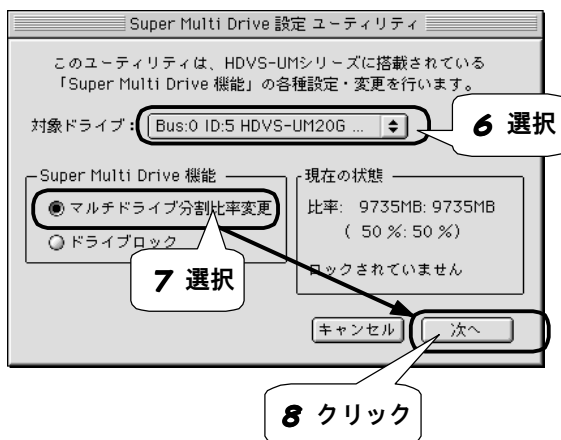 Super Multi Drive 設定 ユーティリティ
このユーティリティは、HDVS-UMシリーズに搭載されている
「Super Multi Drive 機能」の各種設定・変更を行います。
対象ドライブ：
Bus:0 ID:5 HDVS-UM20G ...
6 選択
Super Multi Drive 機能
マルチドライブ分割比率変更
ドライブロック
7 選択
現在の状態
比率: 9735MB: 9735MB
( 50 %: 50 %)
ロックされていません
キャンセル
次へ
8 クリック